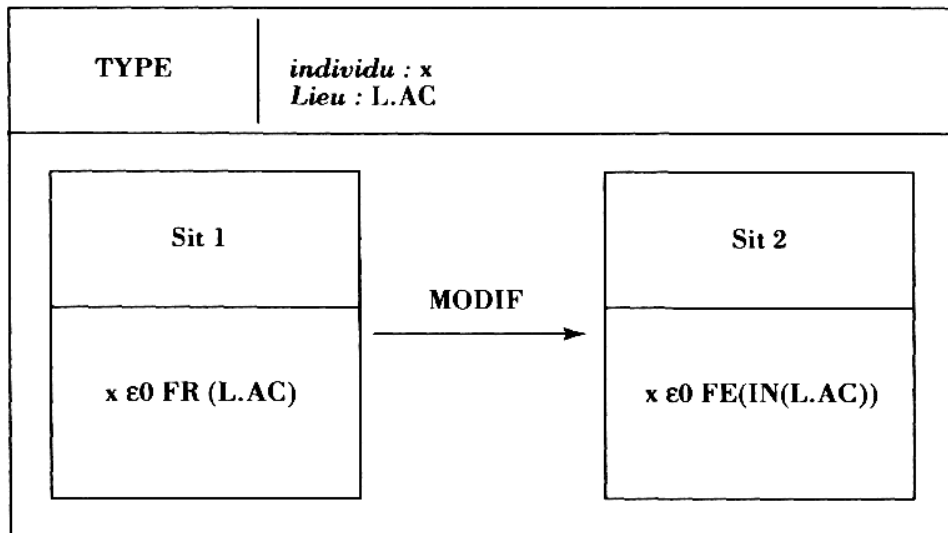 TYPE
individu : x
Lieu : L.AC
Sit 1
Sit 2
MODIF
x ε0 FR (L.AC)
x ε0 FE(IN(L.AC))